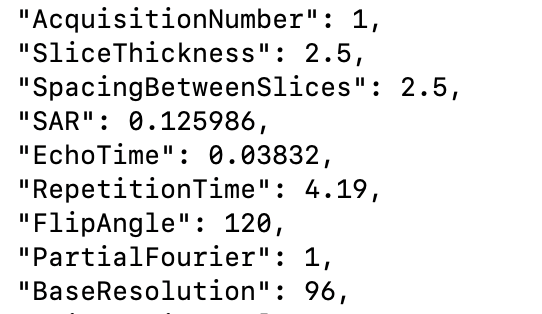 "AcquisitionNumber": 1,
"SliceThickness": 2.5,
"SpacingBetweenSlices": 2.5,
"SAR": 0.125986,
"EchoTime": 0.03832,
"RepetitionTime": 4.19,
"FlipAngle": 120,
"PartialFourier": 1,
"BaseResolution": 96,